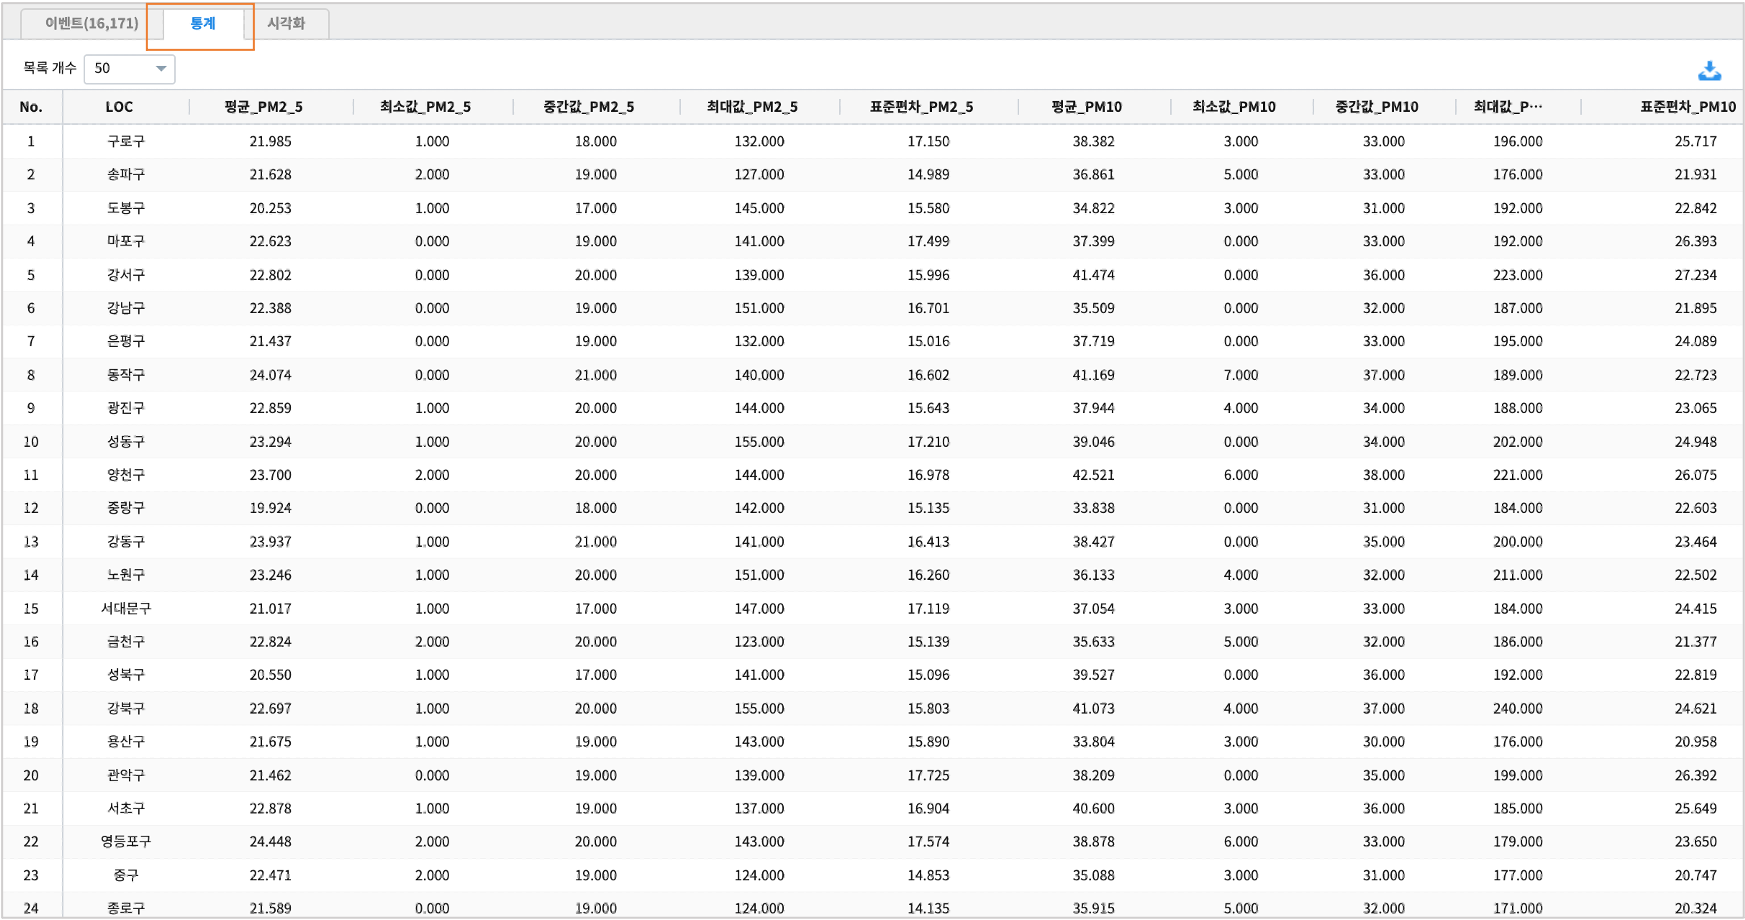 이벤트(16,171) 통계 시각화
목록 개수 50
No. LOC 평균_PM2_5 최소값_PM2_5 중간값_PM2_5 최대값_PM2_5 표준편차_PM2_5 평균_PM10 최소값_PM10 중간값_PM10 최대값_P··· 표준편차_PM10
1 구로구 21.985 1.000 18.000 132.000 17.150 38.382 3.000 33.000 196.000 25.717
2 송파구 21.628 2.000 19.000 127.000 14.989 36.861 5.000 33.000 176.000 21.931
3 도봉구 20.253 1.000 17.000 145.000 15.580 34.822 3.000 31.000 192.000 22.842
4 마포구 22.623 0.000 19.000 141.000 17.499 37.399 0.000 33.000 192.000 26.393
5 강서구 22.802 0.000 20.000 139.000 15.996 41.474 0.000 36.000 223.000 27.234
6 강남구 22.388 0.000 19.000 151.000 16.701 35.509 0.000 32.000 187.000 21.895
7 은평구 21.437 0.000 19.000 132.000 15.016 37.719 0.000 33.000 195.000 24.089
8 동작구 24.074 0.000 21.000 140.000 16.602 41.169 7.000 37.000 189.000 22.723
9 광진구 22.859 1.000 20.000 144.000 15.643 37.944 4.000 34.000 188.000 23.065
10 성동구 23.294 1.000 20.000 155.000 17.210 39.046 0.000 34.000 202.000 24.948
11 양천구 23.700 2.000 20.000 144.000 16.978 42.521 6.000 38.000 221.000 26.075
12 중랑구 19.924 0.000 18.000 142.000 15.135 33.838 0.000 31.000 184.000 22.603
13 강동구 23.937 1.000 21.000 141.000 16.413 38.427 0.000 35.000 200.000 23.464
14 노원구 23.246 1.000 20.000 151.000 16.260 36.133 4.000 32.000 211.000 22.502
15 서대문구 21.017 1.000 17.000 147.000 17.119 37.054 3.000 33.000 184.000 24.415
16 금천구 22.824 2.000 20.000 123.000 15.139 35.633 5.000 32.000 186.000 21.377
17 성북구 20.550 1.000 17.000 141.000 15.096 39.527 0.000 36.000 192.000 22.819
18 강북구 22.697 1.000 20.000 155.000 15.803 41.073 4.000 37.000 240.000 24.621
19 용산구 21.675 1.000 19.000 143.000 15.890 33.804 3.000 30.000 176.000 20.958
20 관악구 21.462 0.000 19.000 139.000 17.725 38.209 0.000 35.000 199.000 26.392
21 서초구 22.878 1.000 19.000 137.000 16.904 40.600 3.000 36.000 185.000 25.649
22 영등포구 24.448 2.000 20.000 143.000 17.574 38.878 6.000 33.000 179.000 23.650
23 중구 22.471 2.000 19.000 124.000 14.853 35.088 3.000 31.000 177.000 20.747
24 종로구 21.589 0.000 19.000 124.000 14.135 35.915 5.000 32.000 171.000 20.324